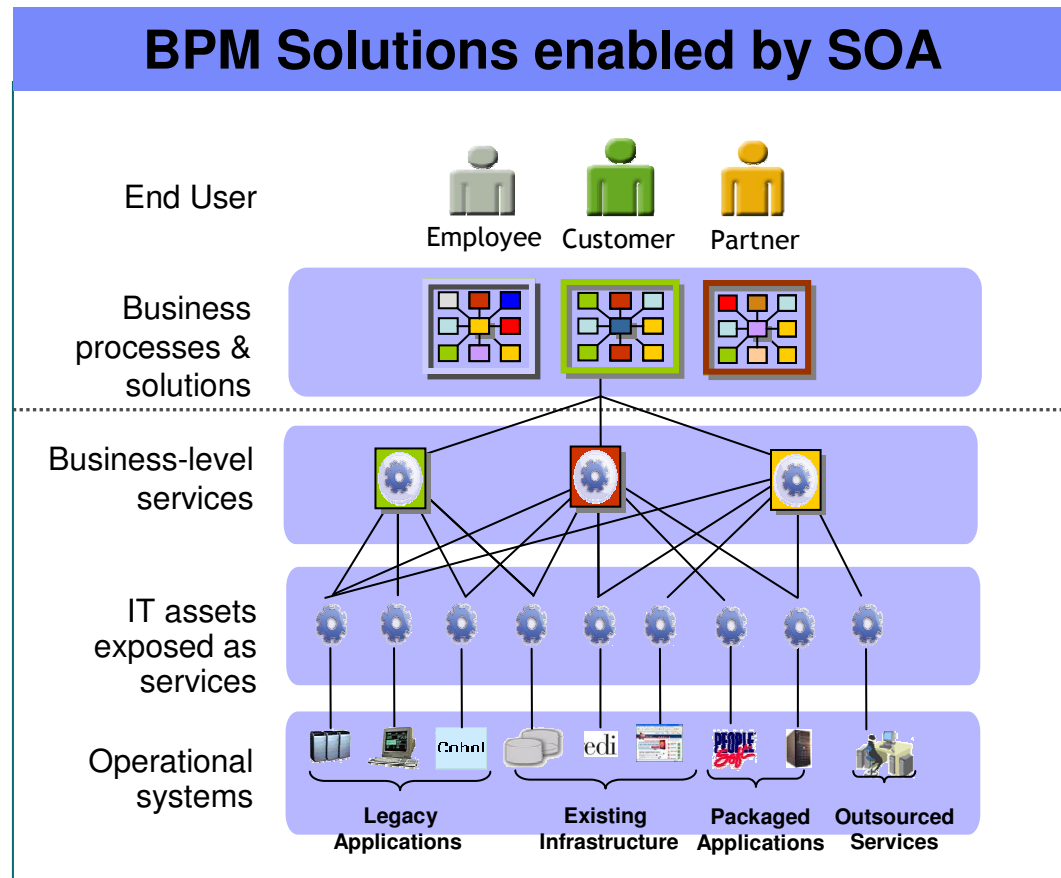 BPM Solutions enabled by SOA
End User
Employee
Customer
Partner
Business
processes &
solutions
Business-level
services
IT assets
exposed as
services
Operational
systems
Cobol
edi
PEOPLE
Soft
Legacy
Applications
Existing
Infrastructure
Packaged
Applications
Outsourced
Services